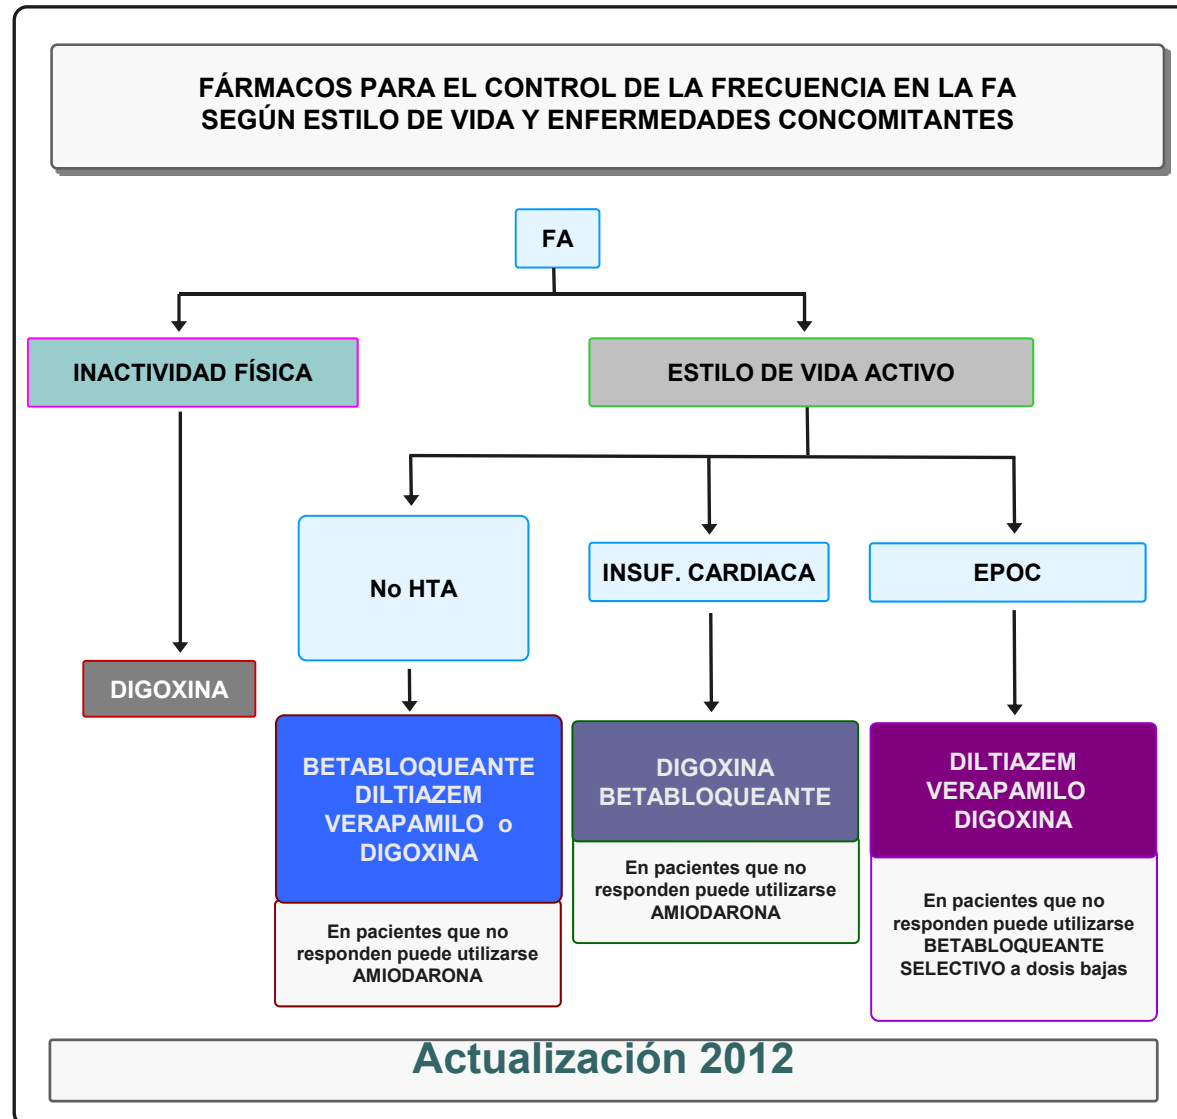 FÁRMACOS PARA EL CONTROL DE LA FRECUENCIA EN LA FA
SEGÚN ESTILO DE VIDA Y ENFERMEDADES CONCOMITANTES
FA
INACTIVIDAD FÍSICA
ESTILO DE VIDA ACTIVO
No HTA
INSUF. CARDIACA
EPOC
DIGOXINA
BETABLOQUEANTE
DILTIAZEM
VERAPAMILO o
DIGOXINA
En pacientes que no
responden puede utilizarse
AMIODARONA
DIGOXINA
BETABLOQUEANTE
En pacientes que no
responden puede utilizarse
AMIODARONA
DILTIAZEM
VERAPAMILO
DIGOXINA
En pacientes que no
responden puede utilizarse
BETABLOQUEANTE
SELECTIVO a dosis bajas
Actualización 2012